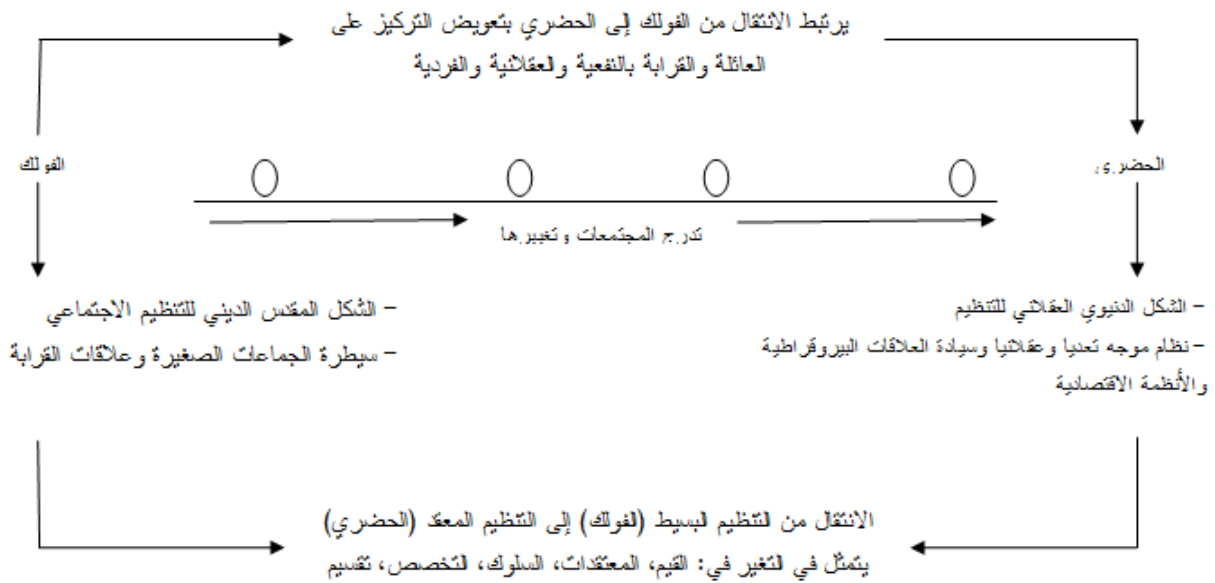 يرتبط الانتقال من الفولك إلى الحضري بتعويض التركيز على
العائلة والقرابة بالنفعية والعقلانية والفردية
الفولك
الحضري
تدرج المجتمعات وتغييرها
– الشكل المقدس الديني للتنظيم الاجتماعي
– سيطرة الجماعات الصغيرة وعلاقات القرابة
– الشكل الدنيوي العقلاني للتنظيم
– نظام موجه تعديا وعقلانيا وسيادة العلاقات البيروقراطية
والأنظمة الاقتصادية
الانتقال من التنظيم البسيط (الفولك) إلى التنظيم المعقد (الحضري)
يتمثل في التغير في: القيم، المعتقدات، السلوك، التخصص، تقسيم